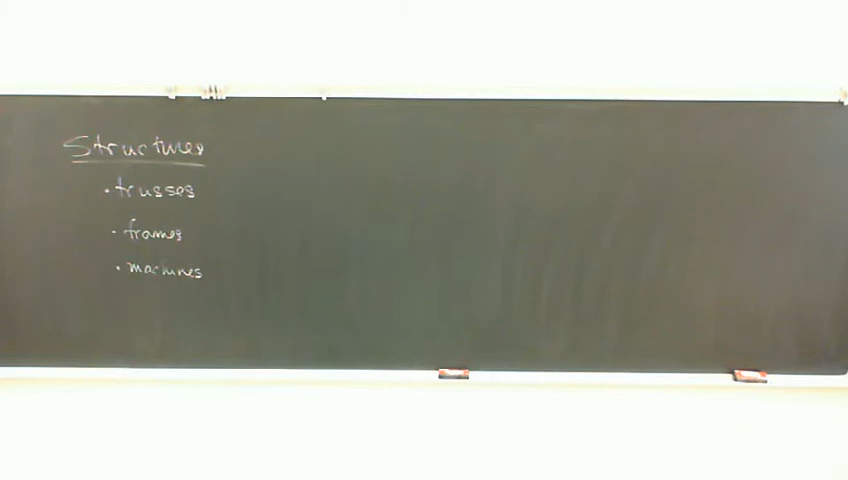 Structures
• trusses
• frames
• machines